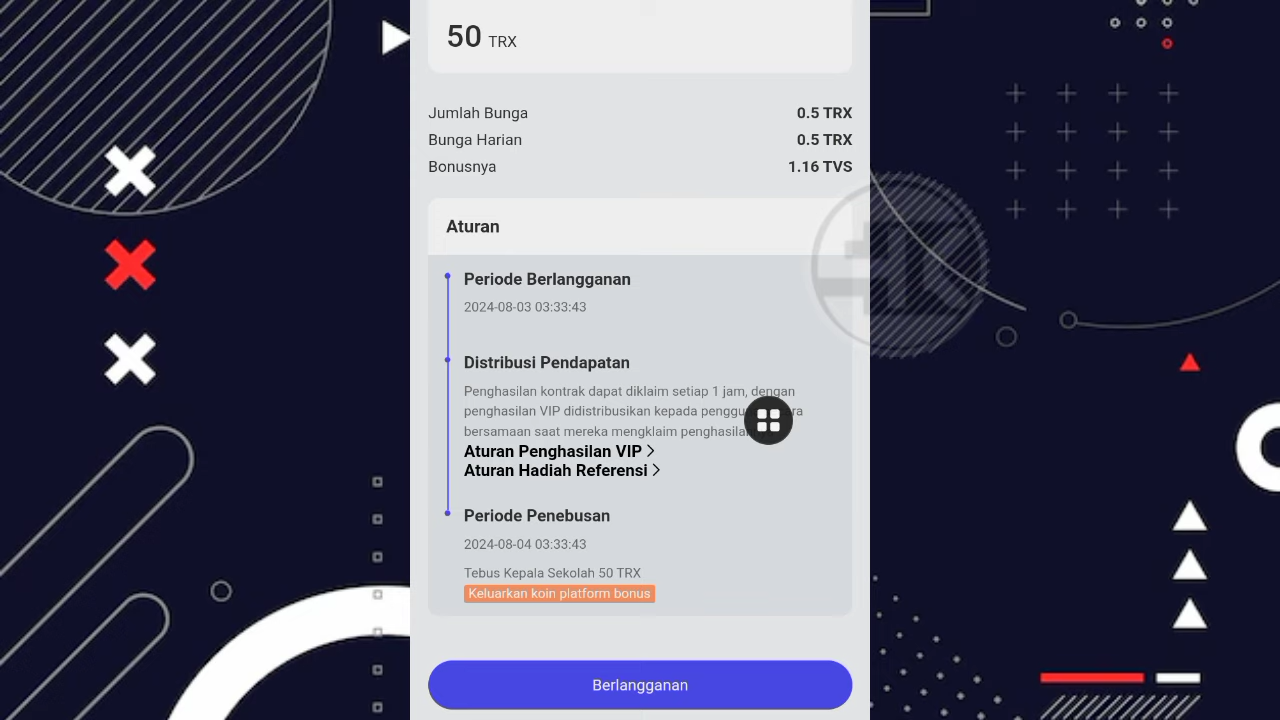 50 TRX
Jumlah Bunga 0.5 TRX
Bunga Harian 0.5 TRX
Bonusnya 1.16 TVS
Aturan
Periode Berlangganan
2024-08-03 03:33:43
Distribusi Pendapatan
Penghasilan kontrak dapat diklaim setiap 1 jam, dengan
penghasilan VIP didistribusikan kepada
bersamaan saat mereka mengklaim
Aturan Penghasilan VIP >
Aturan Hadiah Referensi >
Periode Penebusan
2024-08-04 03:33:43
Tebus Kepala Sekolah 50 TRX
Keluarkan koin platform bonus
Berlangganan